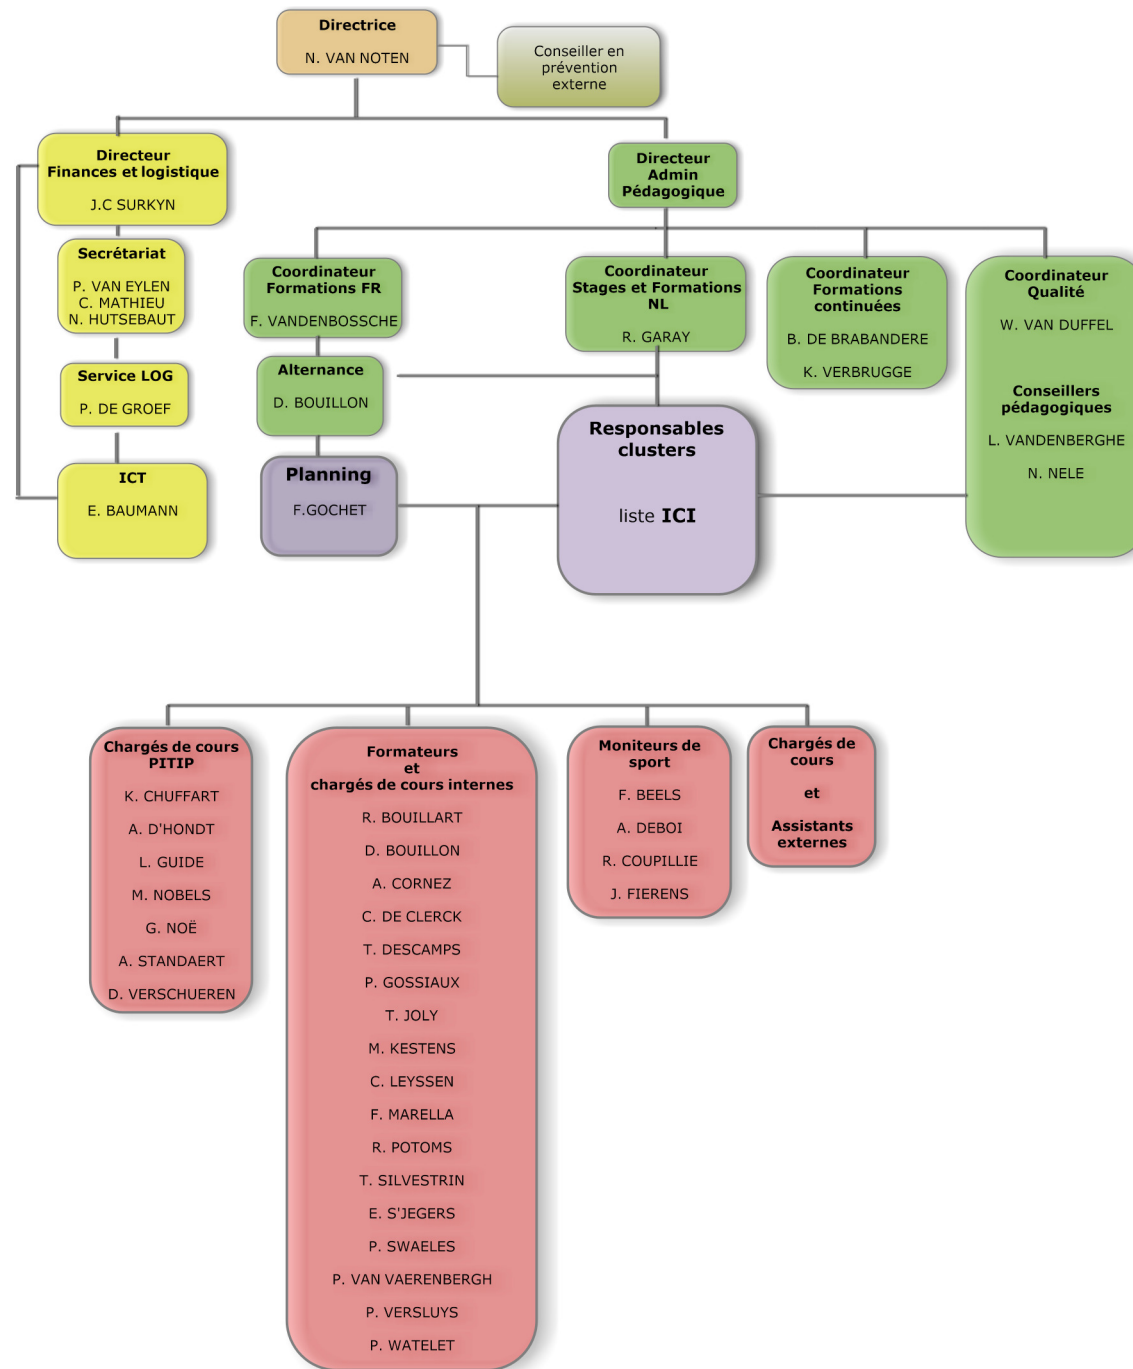 Directrice
N. VAN NOTEN
Conseiller en
prévention
externe
Directeur
Finances et logistique
J.C SURKYN
Directeur
Admin
Pédagogique
Secrétariat
P. VAN EYLEN
C. MATHIEU
N. HUTSEBAUT
Service LOG
P. DE GROEF
ICT
E. BAUMANN
Coordinateur
Formations FR
F. VANDENBOSSCHE
Alternance
D. BOUILLON
Planning
F.GOCHET
Coordinateur
Stages et Formations
NL
R. GARAY
Responsables
clusters
liste ICI
Coordinateur
Formations
continuées
B. DE BRABANDERE
K. VERBRUGGE
Coordinateur
Qualité
W. VAN DUFFEL
Conseillers
pédagogiques
L. VANDENBERGHE
N. NELE
Chargés de cours
PITIP
K. CHUFFART
A. D'HONDT
L. GUIDE
M. NOBELS
G. NOË
A. STANDAERT
D. VERSCHUEREN
Formateurs
et
chargés de cours internes
R. BOUILLART
D. BOUILLON
A. CORNEZ
C. DE CLERCK
T. DESCAMPS
P. GOSSIAUX
T. JOLY
M. KESTENS
C. LEYSSEN
F. MARELLA
R. POTOMS
T. SILVESTRIN
E. S'JEGERS
P. SWAELES
P. VAN VAERENBERGH
P. VERSLUYS
P. WATELET
Moniteurs de
sport
F. BEELS
A. DEBOI
R. COUPILLIE
J. FIERENS
Chargés de
cours
et
Assistants
externes